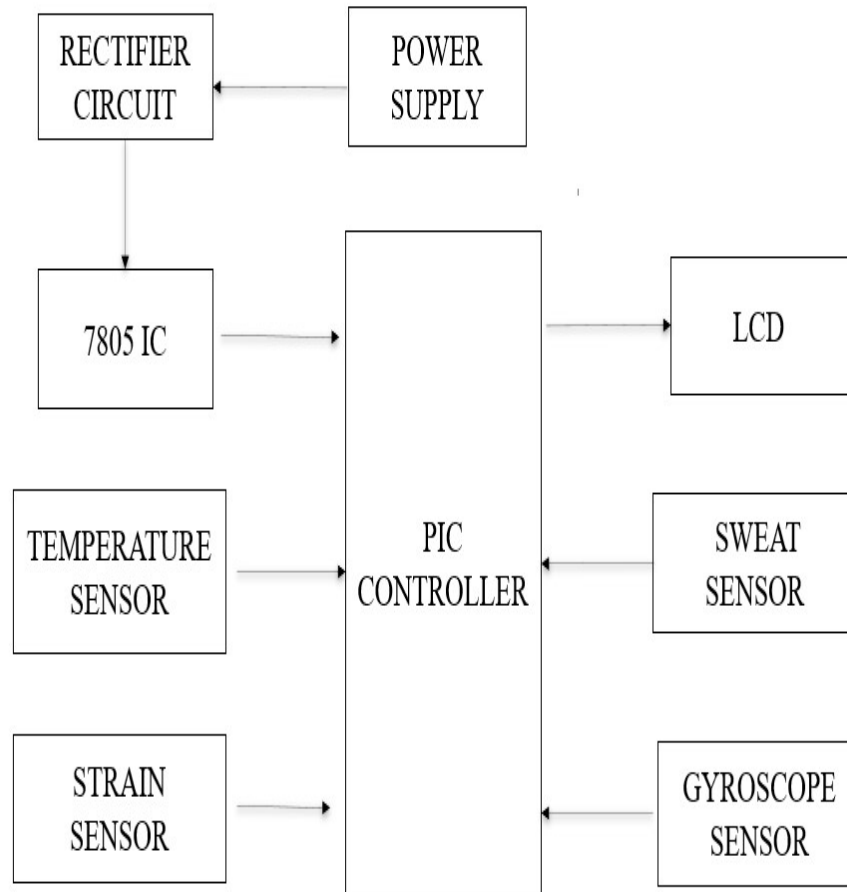 RECTIFIER
CIRCUIT
POWER
SUPPLY
7805 IC
LCD
TEMPERATURE
SENSOR
PIC
CONTROLLER
SWEAT
SENSOR
STRAIN
SENSOR
GYROSCOPE
SENSOR